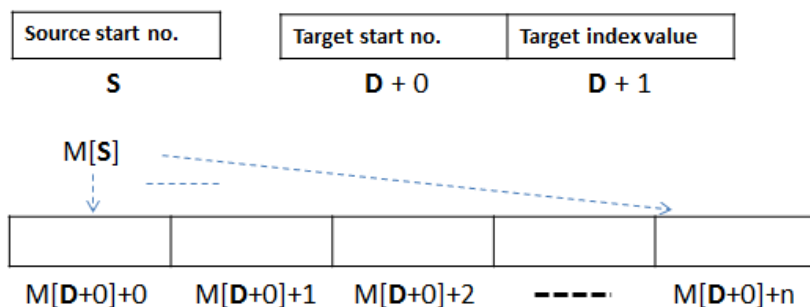 Source start no. Target start no. Target index value
S D + 0 D + 1
M[S]
M[D+0]+0 M[D+0]+1 M[D+0]+2 ----- M[D+0]+n